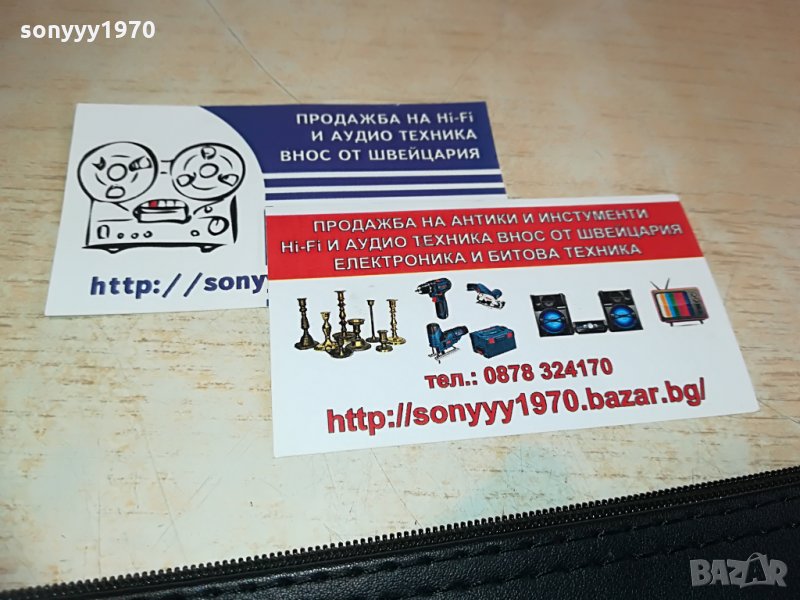 sonyyy1970
ПРОДАЖБА НА Hi-Fi
И АУДИО ТЕХНИКА
ВНОС ОТ ШВЕЙЦАРИЯ
http://sony
ПРОДАЖБА НА АНТИКИ И ИНСТУМЕНТИ
Hi-Fi И АУДИО ТЕХНИКА ВНОС ОТ ШВЕИЦАРИЯ
ЕЛЕКТРОНИКА И БИТОВА ТЕХНИКА
тел.: 0878 324170
http://sonyyy1970.bazar.bg/
BAZAR